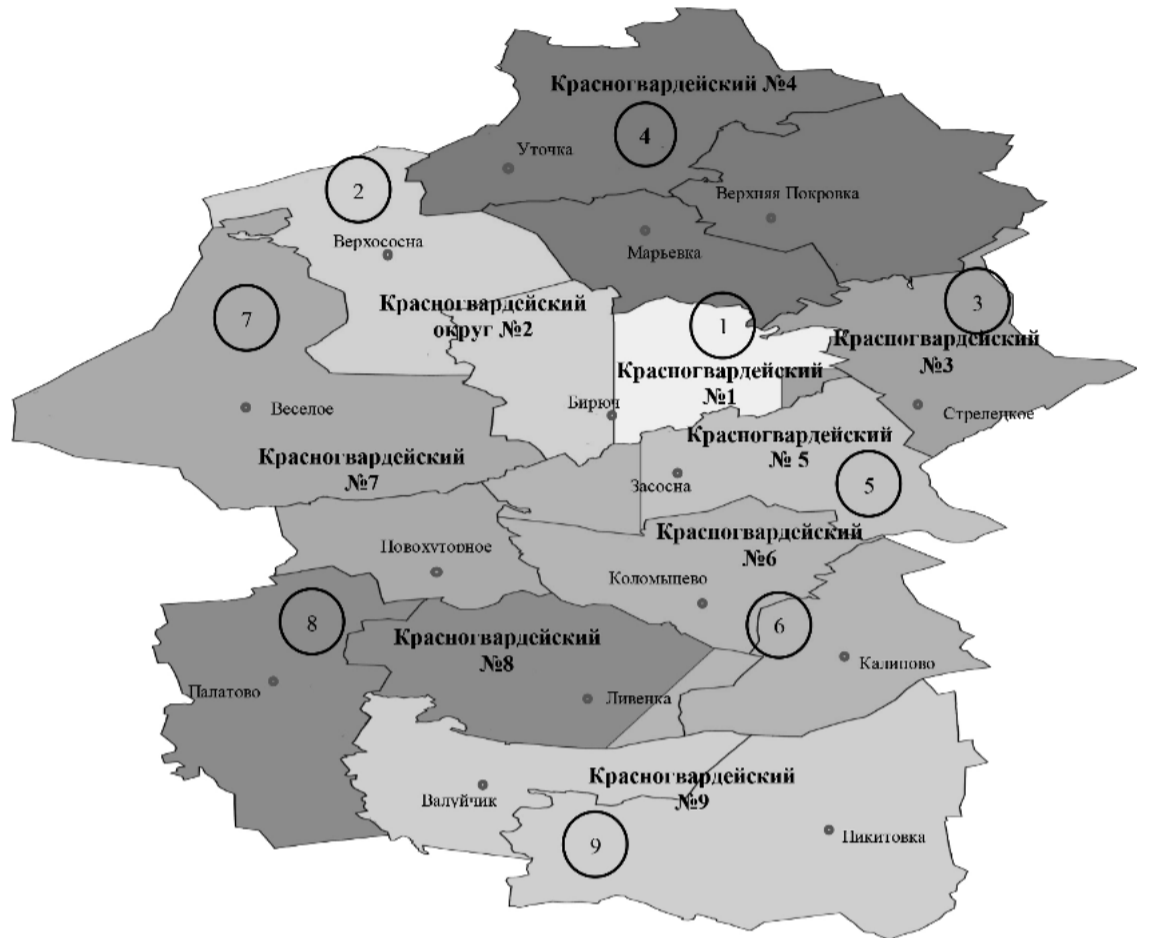 Красногвардейский №4
4
Уточка
2
Верхняя Покровка
Верхососна
Марьевка
7
Красногвардейский
округ №2
3
1
Красногвардейский
№3
Красногвардейский
№1
Веселое
Бирюч
Стрелецкое
Красногвардейский
№ 5
Красногвардейский
№7
Засосна
5
Красногвардейский
№6
Новохуторное
Коломыцево
8
6
Красногвардейский
№8
Калиново
Палатово
Ливенка
Красногвардейский
№9
Валуйчик
9
Никитовка